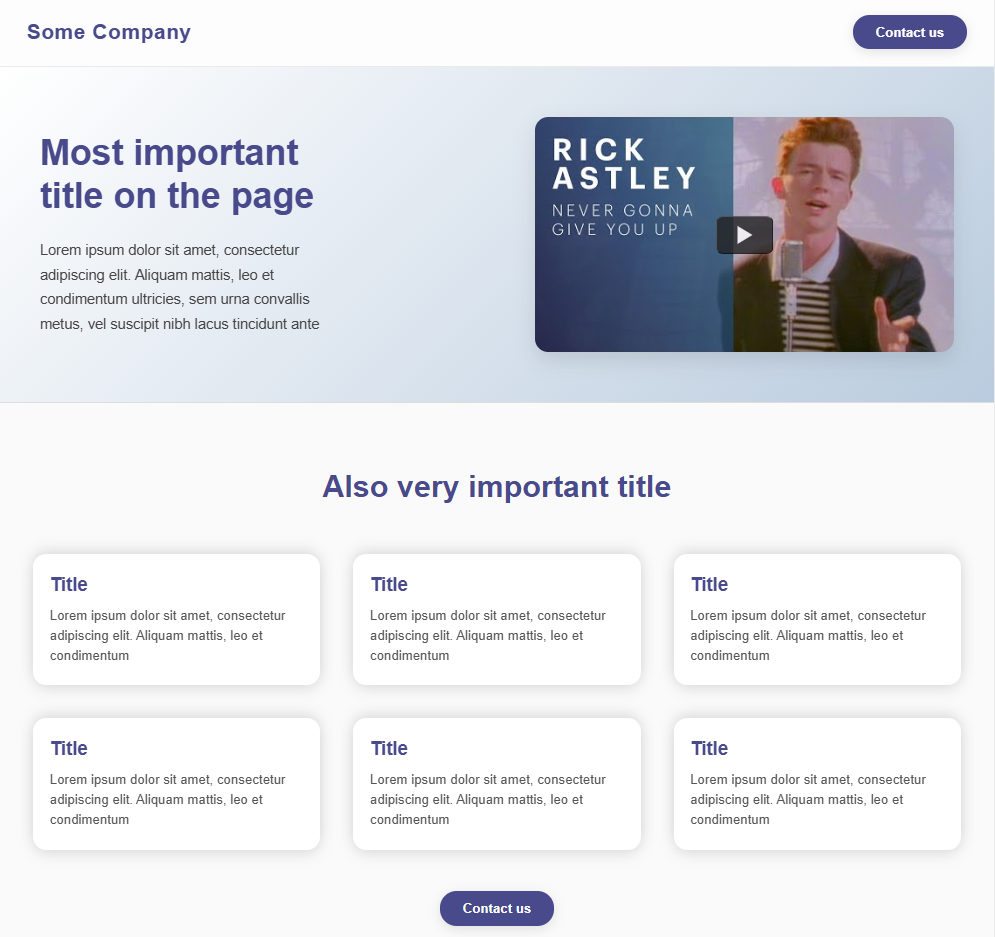 Some Company
Contact us
Most important
title on the page
Lorem ipsum dolor sit amet, consectetur
adipiscing elit. Aliquam mattis, leo et
condimentum ultricies, sem urna convallis
metus, vel suscipit nibh lacus tincidunt ante
RICK
ASTLEY
NEVER GONNA
GIVE YOU UP
Also very important title
Title
Lorem ipsum dolor sit amet, consectetur
adipiscing elit. Aliquam mattis, leo et
condimentum
Title
Lorem ipsum dolor sit amet, consectetur
adipiscing elit. Aliquam mattis, leo et
condimentum
Title
Lorem ipsum dolor sit amet, consectetur
adipiscing elit. Aliquam mattis, leo et
condimentum
Title
Lorem ipsum dolor sit amet, consectetur
adipiscing elit. Aliquam mattis, leo et
condimentum
Title
Lorem ipsum dolor sit amet, consectetur
adipiscing elit. Aliquam mattis, leo et
condimentum
Title
Lorem ipsum dolor sit amet, consectetur
adipiscing elit. Aliquam mattis, leo et
condimentum
Contact us